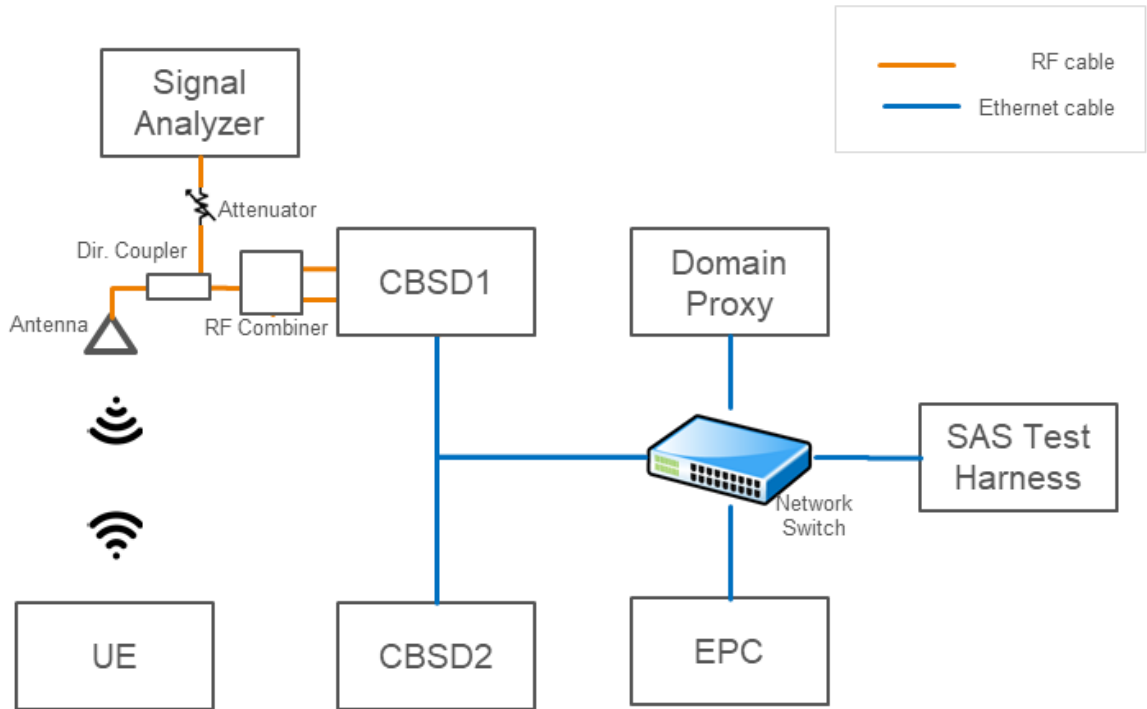 RF cable
Ethernet cable
Signal
Analyzer
Attenuator
Dir. Coupler
CBSD1
Domain
Proxy
Antenna
RF Combiner
SAS Test
Harness
Network
Switch
UE
CBSD2
EPC